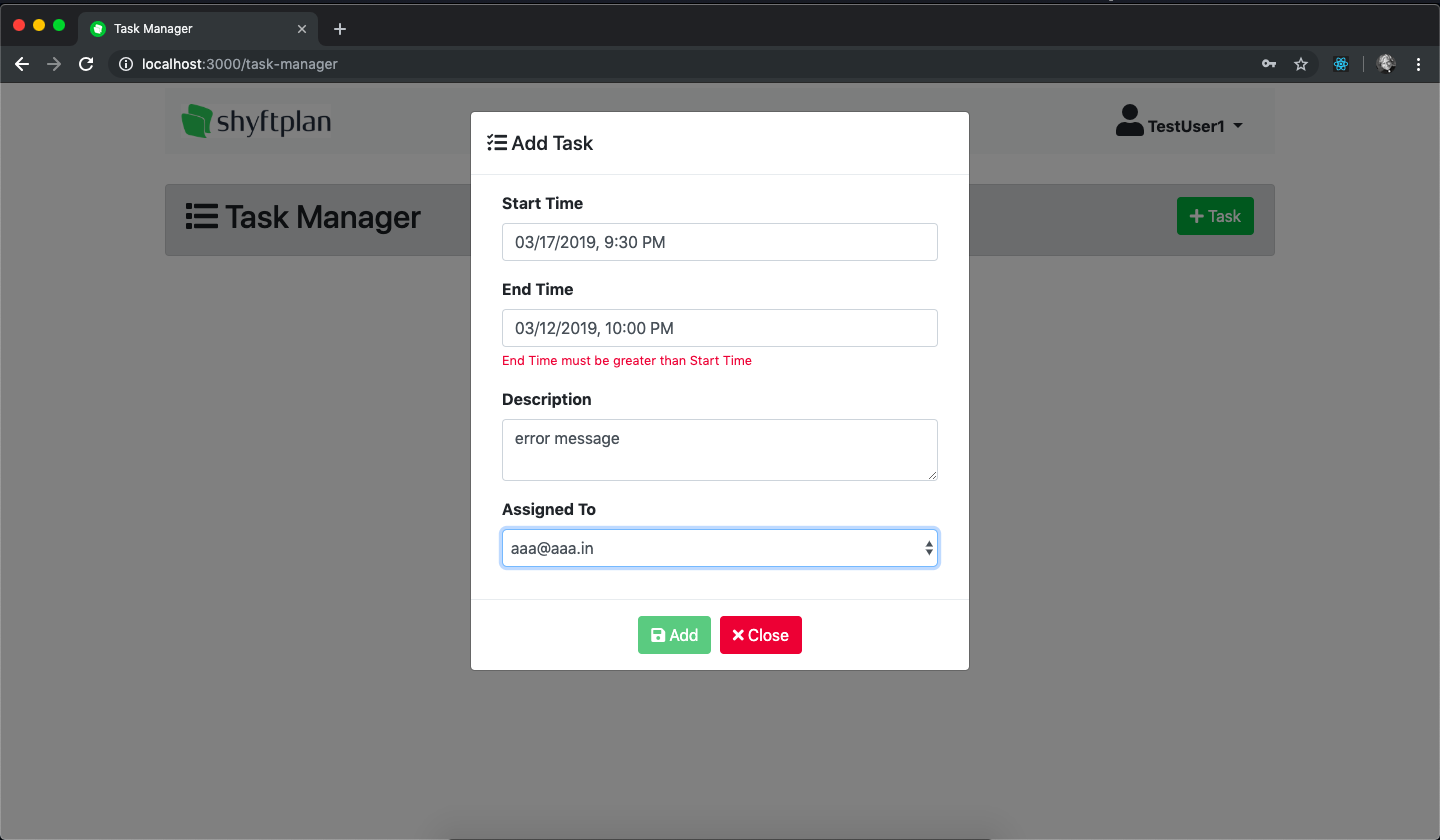 Task Manager
localhost:3000/task-manager
shyftplan
TestUser1
Task Manager
Task
Add Task
Start Time
03/17/2019, 9:30 PM
End Time
03/12/2019, 10:00 PM
End Time must be greater than Start Time
Description
error message
Assigned To
aaa@aaa.in
Add
Close